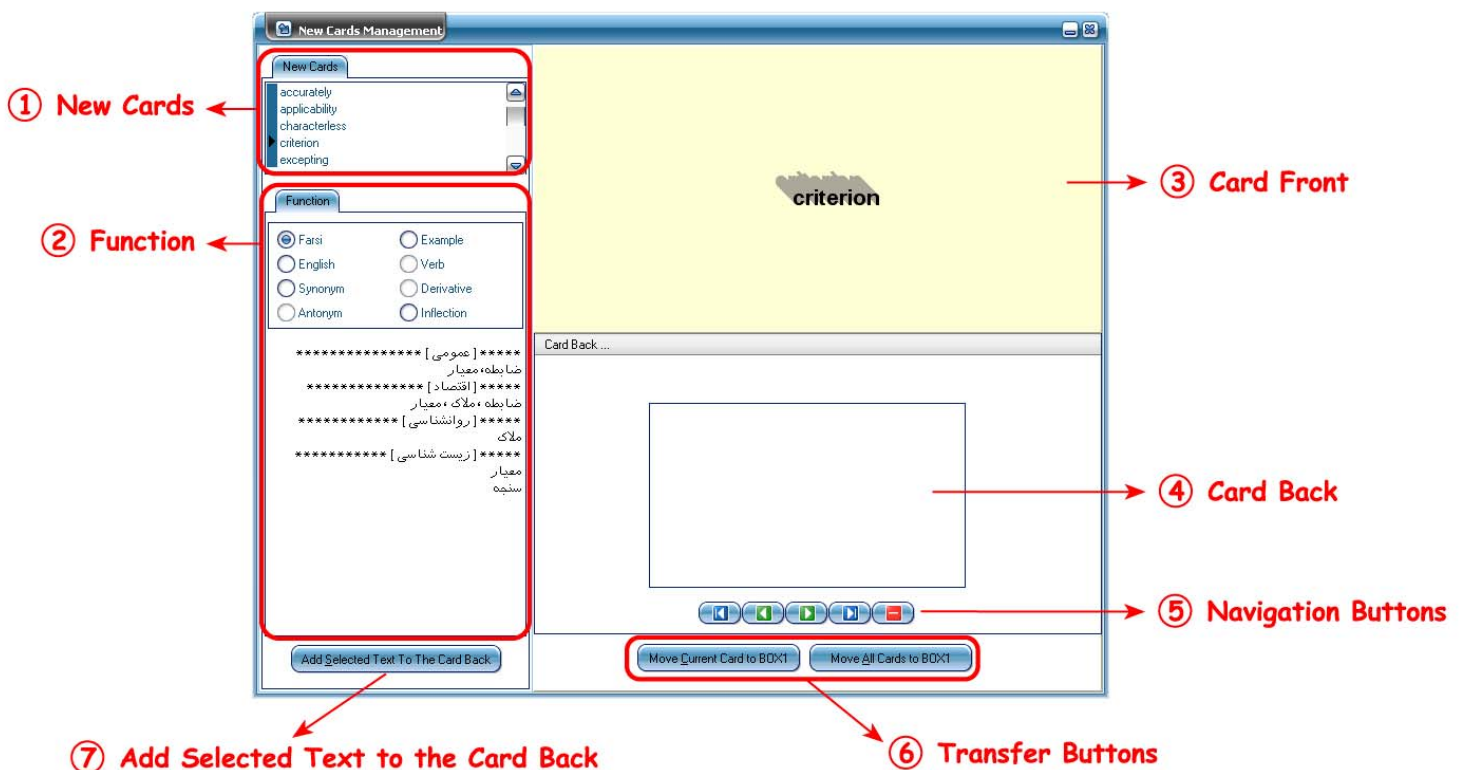 New Cards Management
New Cards
accurately
applicability
characterless
criterion
excepting
① New Cards
Function
② Function
Farsi
Example
English
Verb
Synonym
Derivative
Antonym
Inflection
*****[عمومی]***************
ضابطه،معیار
*****[اقتصاد]**************
ضابطه ،ملاک ،معیار
*****[روانشناسی]************
ملاک
*****[زیست شناسی]***********
معیار
سنجه
Add Selected Text To The Card Back
⑦ Add Selected Text to the Card Back
criterion
③ Card Front
Card Back ...
④ Card Back
⑤ Navigation Buttons
Move Current Card to BOX1
Move All Cards to BOX1
⑥ Transfer Buttons